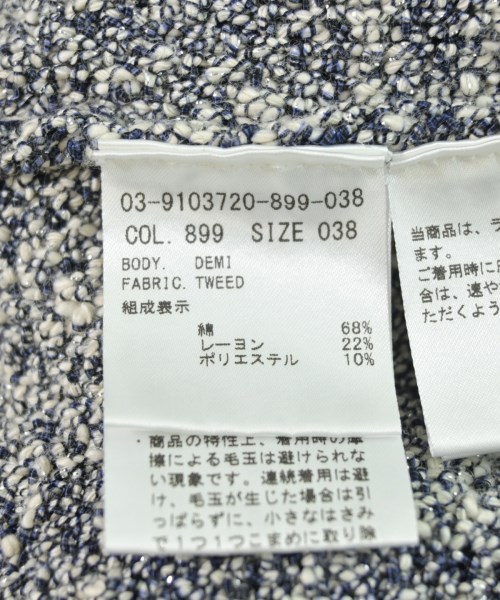 03-9103720-899-038
COL. 899 SIZE 038
BODY. DEMI
FABRIC. TWEED
組成表示
綿 68%
レーヨン 22%
ポリエステル 10%
・商品の特性上、着用時の摩
擦による毛玉は避けられな
い現象です。連続着用は避
け、毛玉が生じた場合は引
っぱらずに、小さなはさみ
で１つ１つこまめに取り除
当商品は、ラ
ます。
ご着用時に
合は、速や
ただくよう